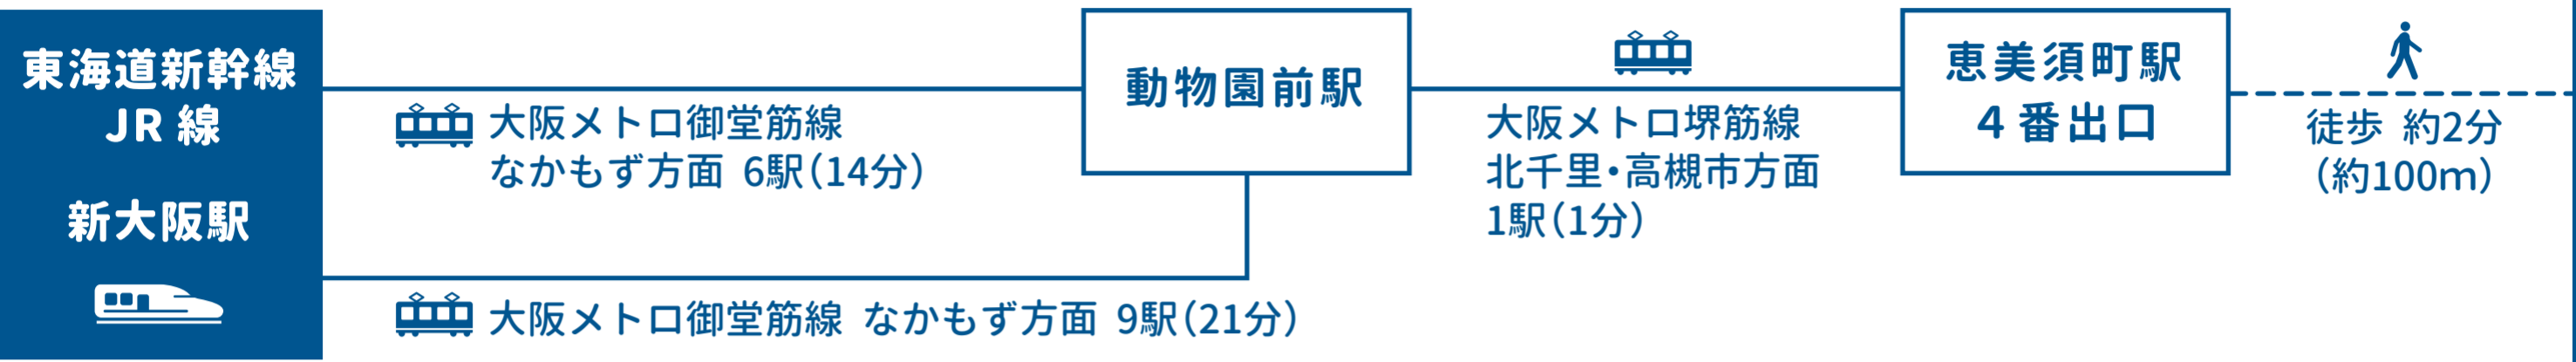 東海道新幹線
JR 線
新大阪駅
大阪メトロ御堂筋線
なかもず方面 6駅(14分)
大阪メトロ御堂筋線 なかもず方面 9駅(21分)
動物園前駅
大阪メトロ堺筋線
北千里・高槻市方面
1駅(1分)
恵美須町駅
4番出口
徒歩 約2分
(約100m)